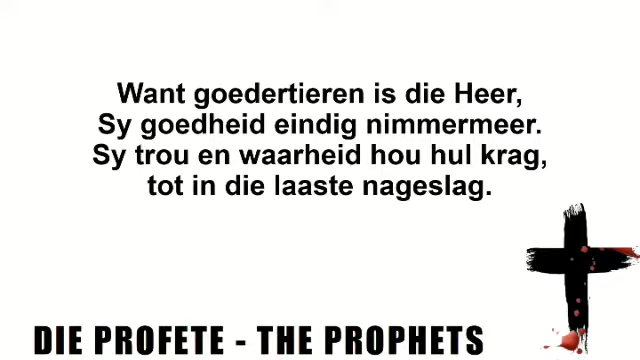 Want goedertieren is die Heer,
Sy goedheid eindig nimmermeer.
Sy trou en waarheid hou hul krag,
tot in die laaste nageslag.
DIE PROFETE - THE PROPHETS